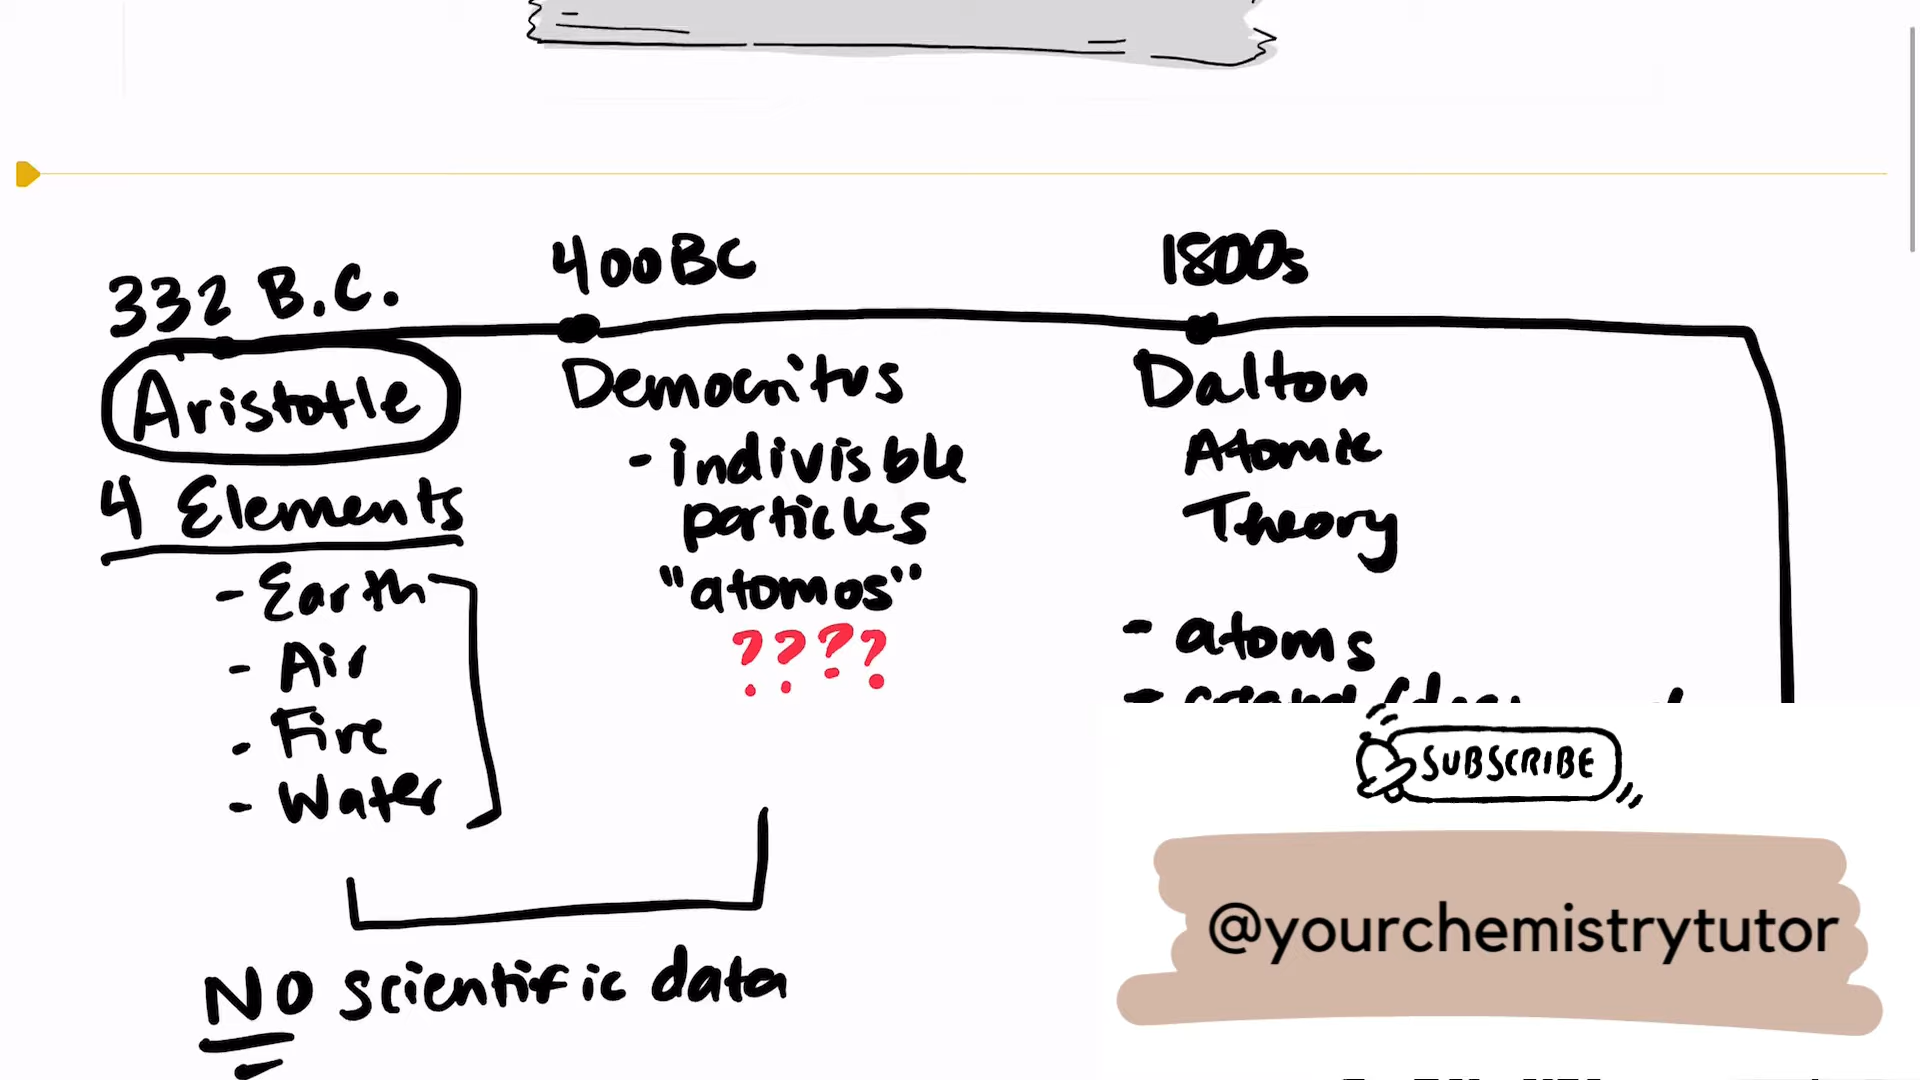 332 B.C.
Aristotle
4 Elements
- Earth
- Air
- Fire
- Water
400BC
Democritus
- indivisble
particles
"atomos"
????
NO scientific data
1800s
Dalton
Atomic
Theory
- atoms
SUBSCRIBE
@yourchemistrytutor